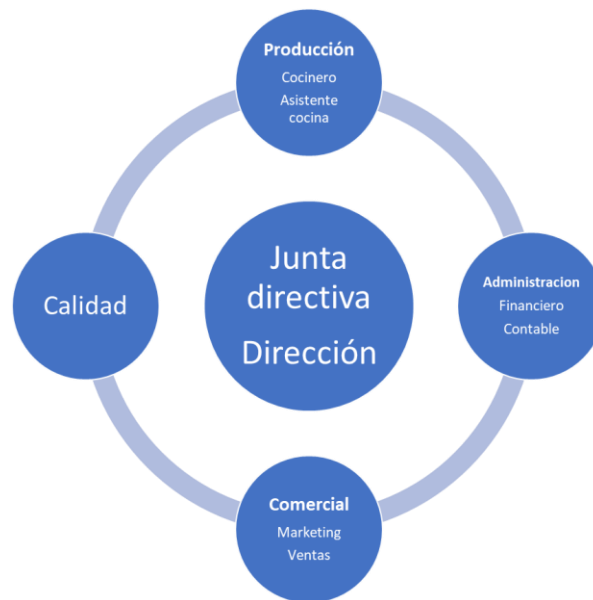 Producción
Cocinero
Asistente
cocina
Calidad
Junta
directiva
Dirección
Administracion
Financiero
Contable
Comercial
Marketing
Ventas